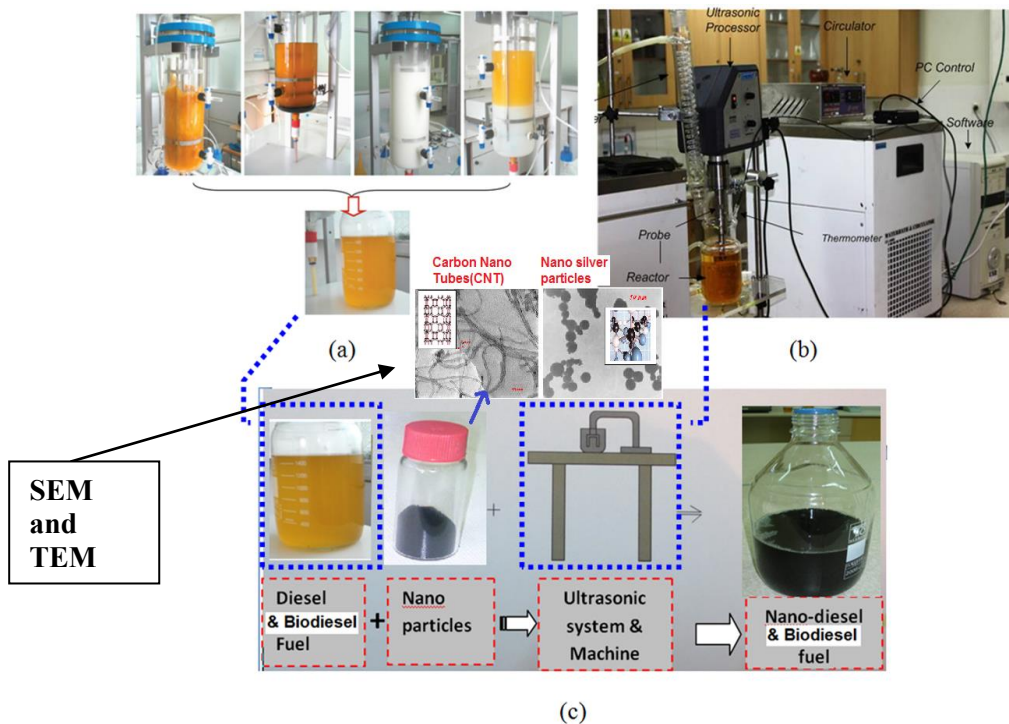 Ultrasonic
Processor
Circulator
PC Control
Software
Probe
Thermometer
Reactor
Carbon Nano
Tubes(CNT)
Nano silver
particles
(a)
(b)
SEM
and
TEM
+
Diesel
& Biodiesel
Fuel
+
Nano
particles
Ultrasonic
system &
Machine
Nano-diesel
& Biodiesel
fuel
(c)